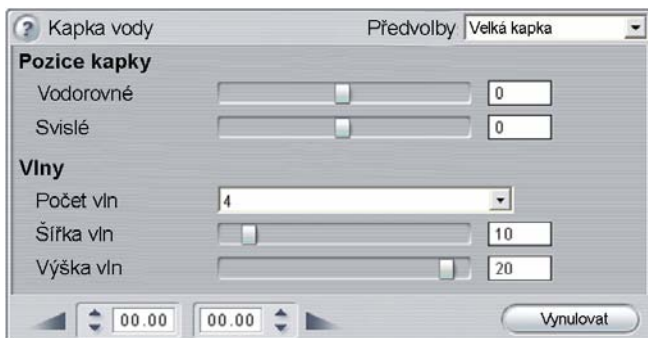 ? Kapka vody Předvolby: Velká kapka
Pozice kapky
Vodorovné 0
Svislé 0
Vlny
Počet vln 4
Šířka vln 10
Výška vln 20
00.00 00.00 Vynulovat